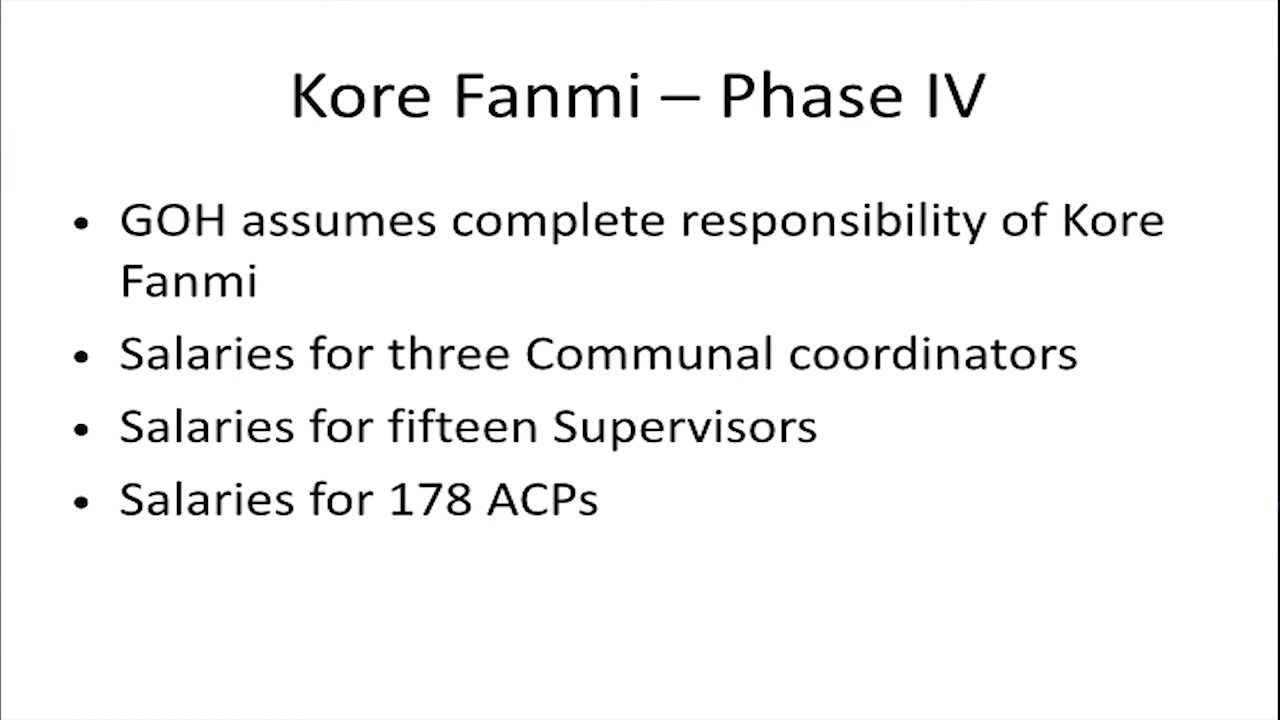 Kore Fanmi – Phase IV
• GOH assumes complete responsibility of Kore
Fanmi
• Salaries for three Communal coordinators
• Salaries for fifteen Supervisors
• Salaries for 178 ACPs